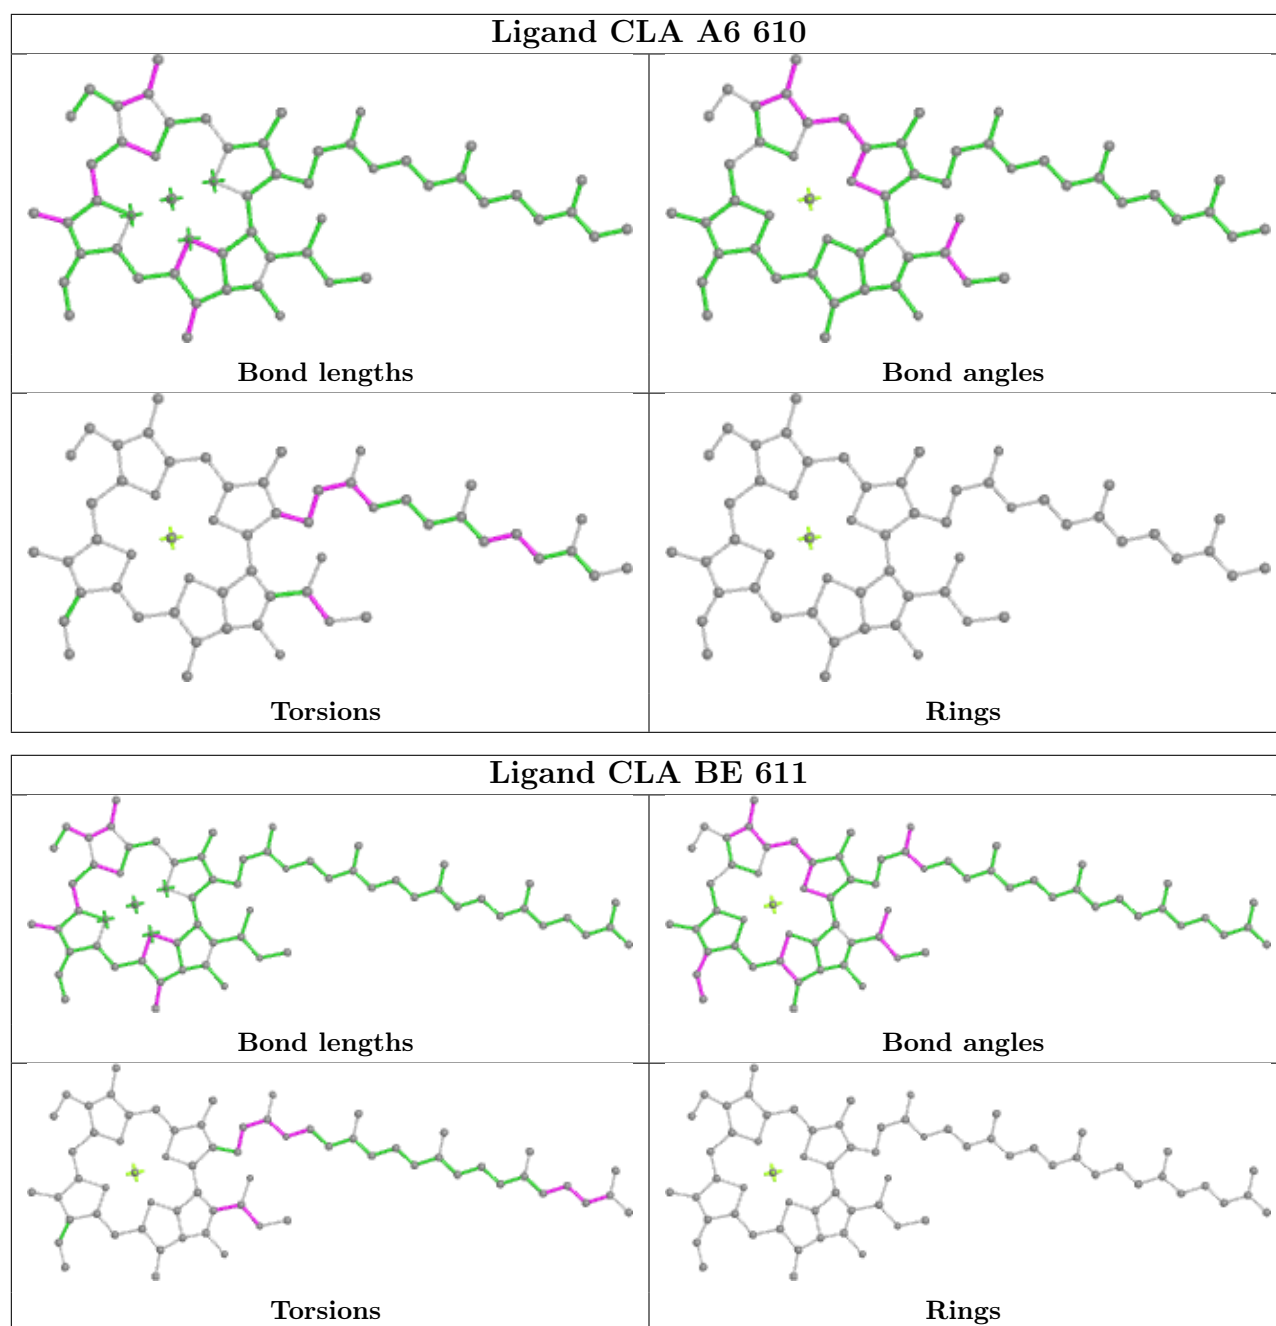 Ligand CLA A6 610
Bond lengths
Bond angles
Torsions
Rings
Ligand CLA BE 611
Bond lengths
Bond angles
Torsions
Rings